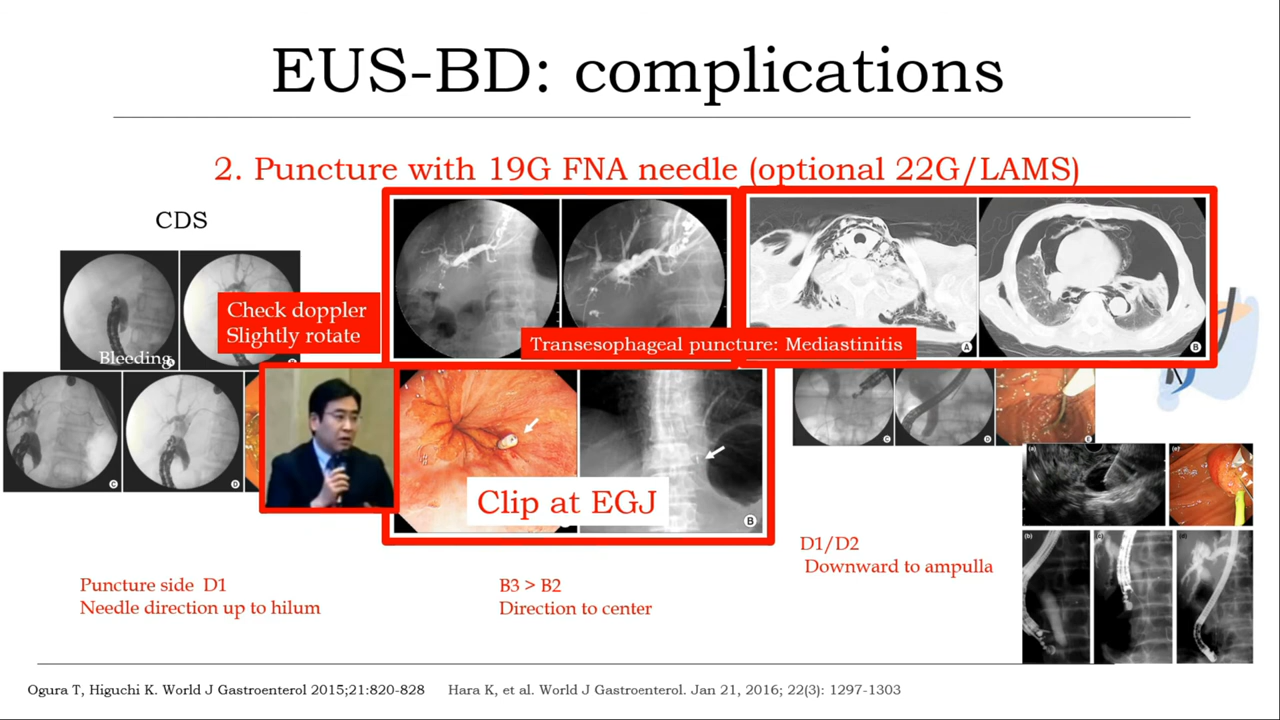 EUS-BD: complications
2. Puncture with 19G FNA needle (optional 22G/LAMS)
CDS
Check doppler
Slightly rotate
Bleeding
Transesophageal puncture: Mediastinitis
A
B
C
D
C
D
E
Clip at EGJ
B
(a)
(e)
(b)
(c)
(d)
D1/D2
Downward to ampulla
Puncture side D1
Needle direction up to hilum
B3 > B2
Direction to center
Ogura T, Higuchi K. World J Gastroenterol 2015;21:820-828
Hara K, et al. World J Gastroenterol. Jan 21, 2016; 22(3): 1297-1303